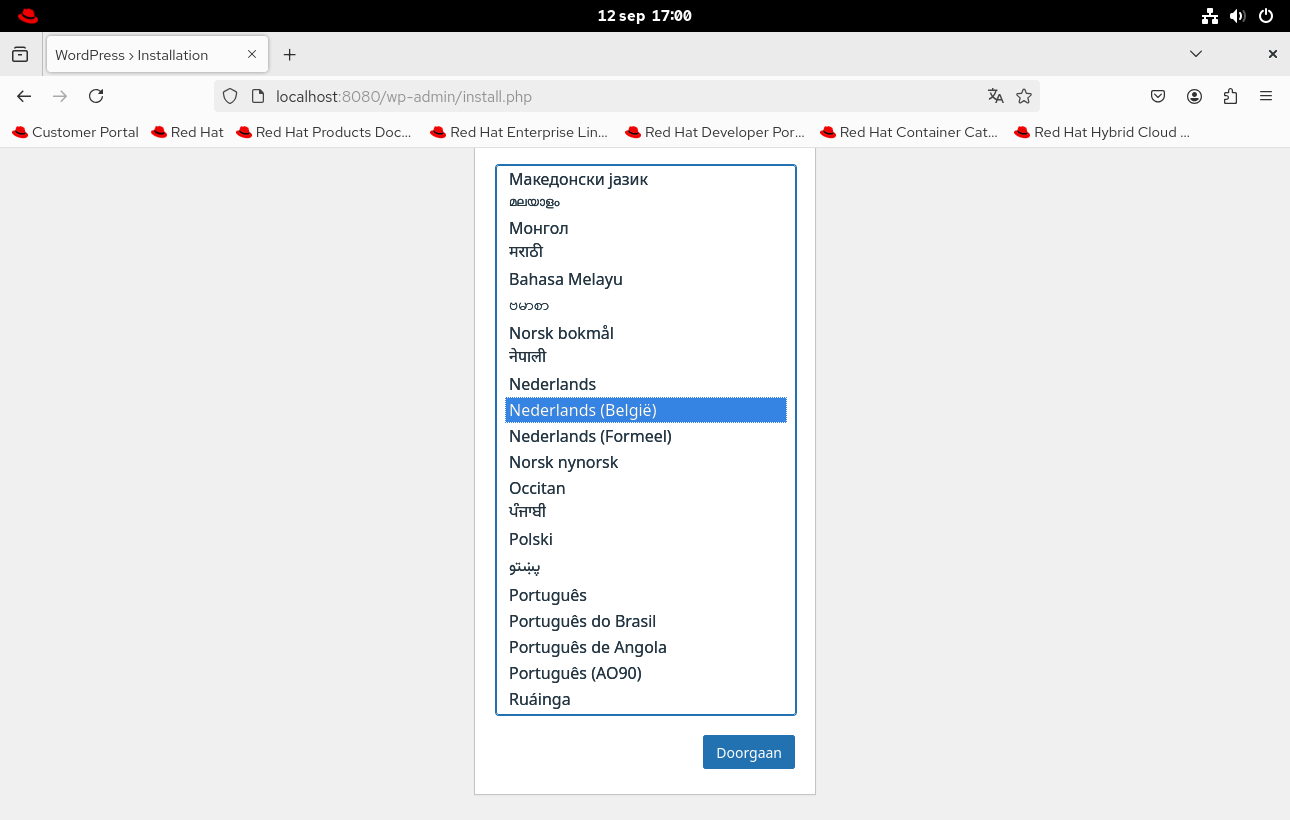 12 sep 17:00
WordPress › Installation
localhost:8080/wp-admin/install.php
Customer Portal Red Hat Red Hat Products Doc... Red Hat Enterprise Lin... Red Hat Developer Por... Red Hat Container Cat... Red Hat Hybrid Cloud ...
Македонски јазик
മലയാളം
Монгол
मराठी
Bahasa Melayu
ဗမာစာ
Norsk bokmål
नेपाली
Nederlands
Nederlands (België)
Nederlands (Formeel)
Norsk nynorsk
Occitan
ਪੰਜਾਬੀ
Polski
پښتو
Português
Português do Brasil
Português de Angola
Português (AO90)
Ruáinga
Doorgaan